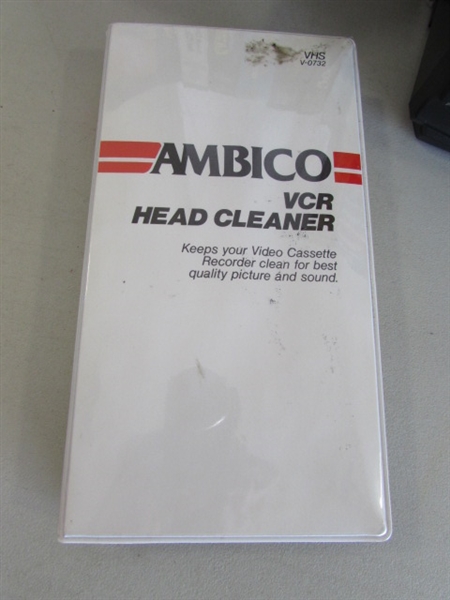 VHS
V-0732
AMBICO
VCR
HEAD CLEANER
Keeps your Video Cassette
Recorder clean for best
quality picture and sound.